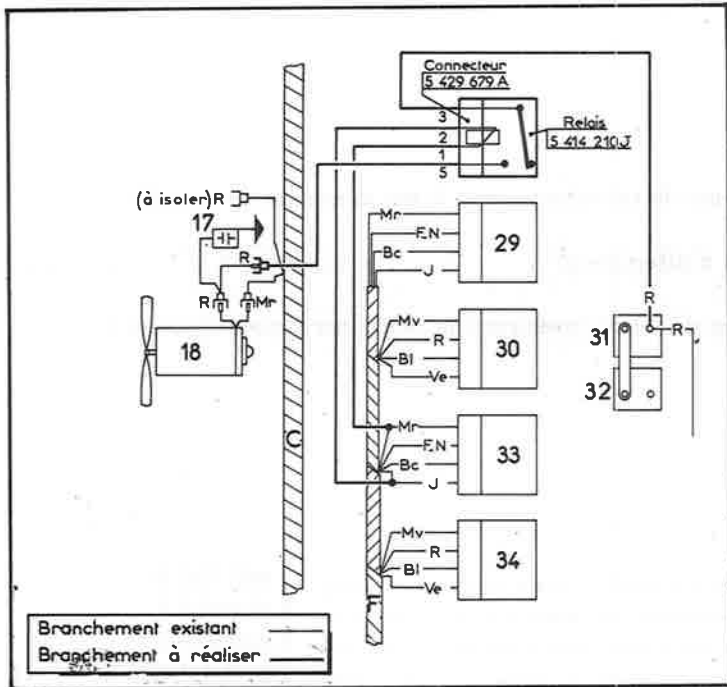 Connecteur
5 429 679 A
3
2
1
5
Relais
5 414 210 J
(à isoler) R
17
R
R
Mr
18
C
Mr
F.N
Bc
J
29
Mv
R
Bl
Ve
30
R
31
R
32
Mr
F.N
Bc
J
33
Mv
R
Bl
Ve
34
F
Branchement existant
Branchement à réaliser